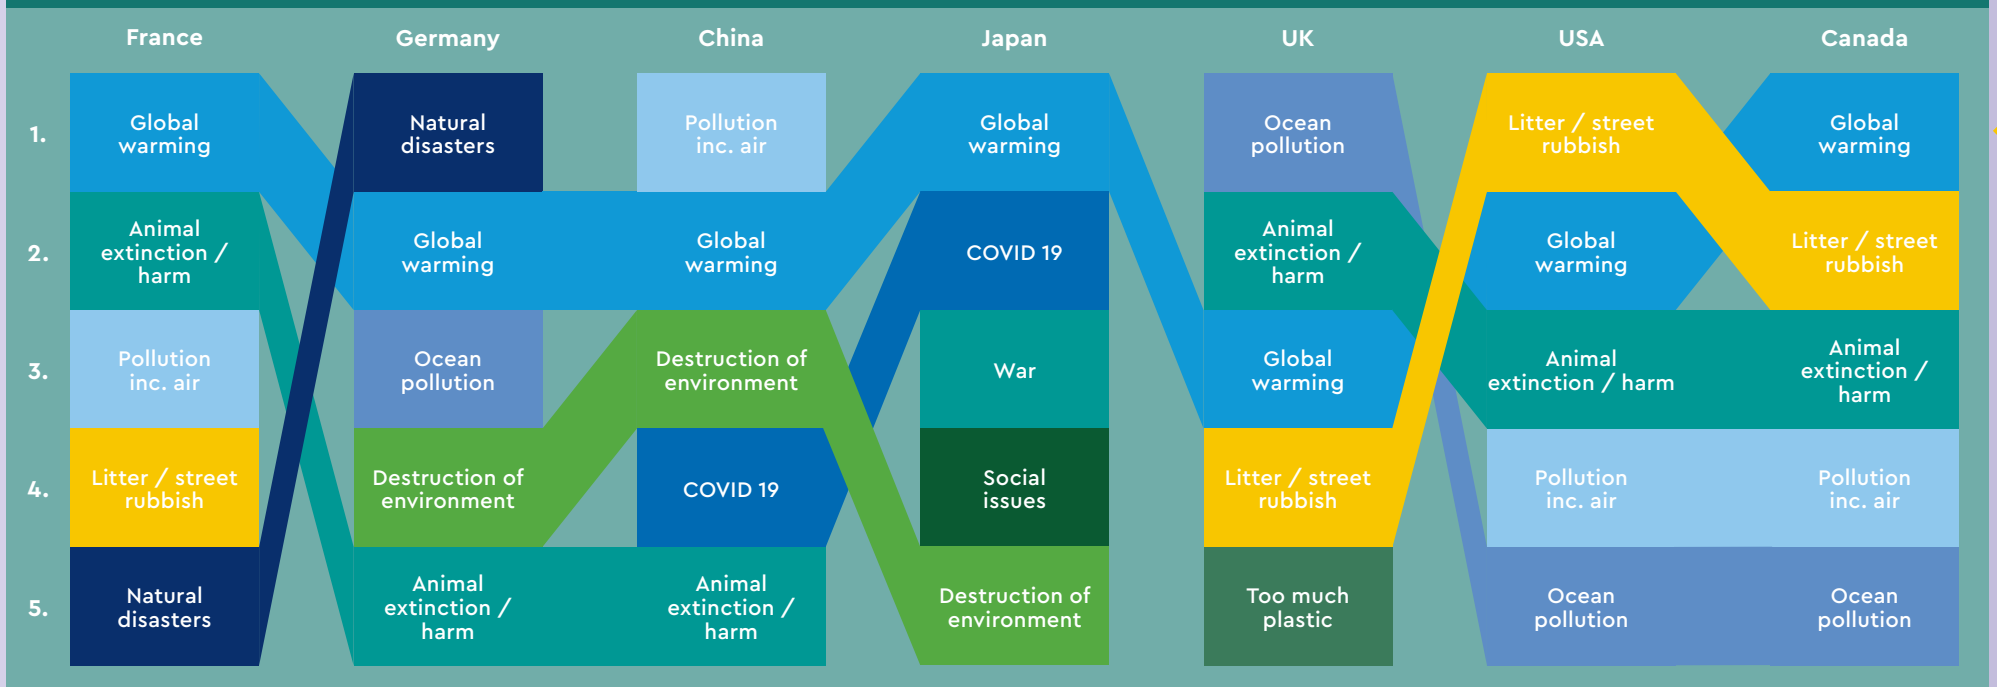 France
Germany
China
Japan
UK
USA
Canada
1.
Global
warming
Natural
disasters
Pollution
inc. air
Global
warming
Ocean
pollution
Litter / street
rubbish
Global
warming
2.
Animal
extinction /
harm
Global
warming
Global
warming
COVID 19
Animal
extinction /
harm
Global
warming
Litter / street
rubbish
3.
Pollution
inc. air
Ocean
pollution
Destruction of
environment
War
Global
warming
Animal
extinction / harm
Animal
extinction /
harm
4.
Litter / street
rubbish
Destruction of
environment
COVID 19
Social
issues
Litter / street
rubbish
Pollution
inc. air
Pollution
inc. air
5.
Natural
disasters
Animal
extinction /
harm
Animal
extinction /
harm
Destruction of
environment
Too much
plastic
Ocean
pollution
Ocean
pollution